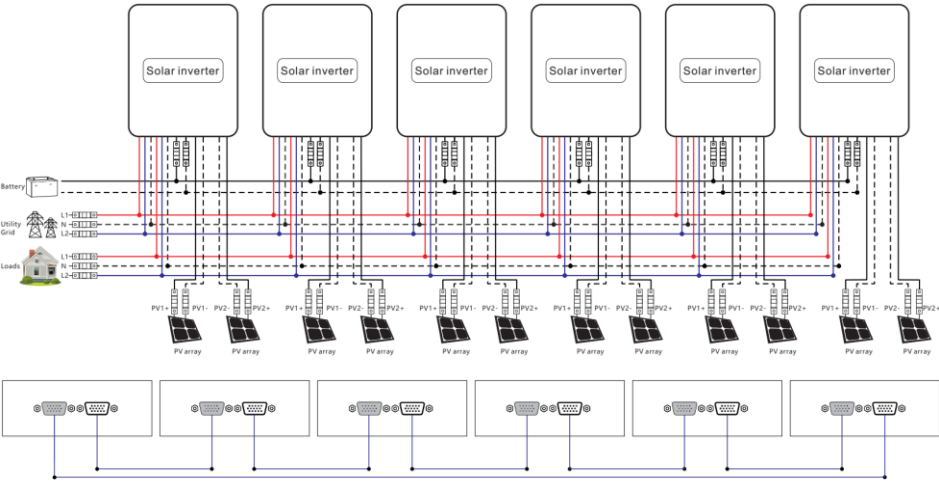 Solar inverter Solar inverter Solar inverter Solar inverter Solar inverter Solar inverter
Battery
L1
Utility
Grid
N
L2
L1
Loads
N
L2
PV1+ PV1- PV2- PV2+ PV1+ PV1- PV2- PV2+ PV1+ PV1- PV2- PV2+ PV1+ PV1- PV2- PV2+ PV1+ PV1- PV2- PV2+ PV1+ PV1- PV2- PV2+
PV array PV array PV array PV array PV array PV array PV array PV array PV array PV array PV array PV array